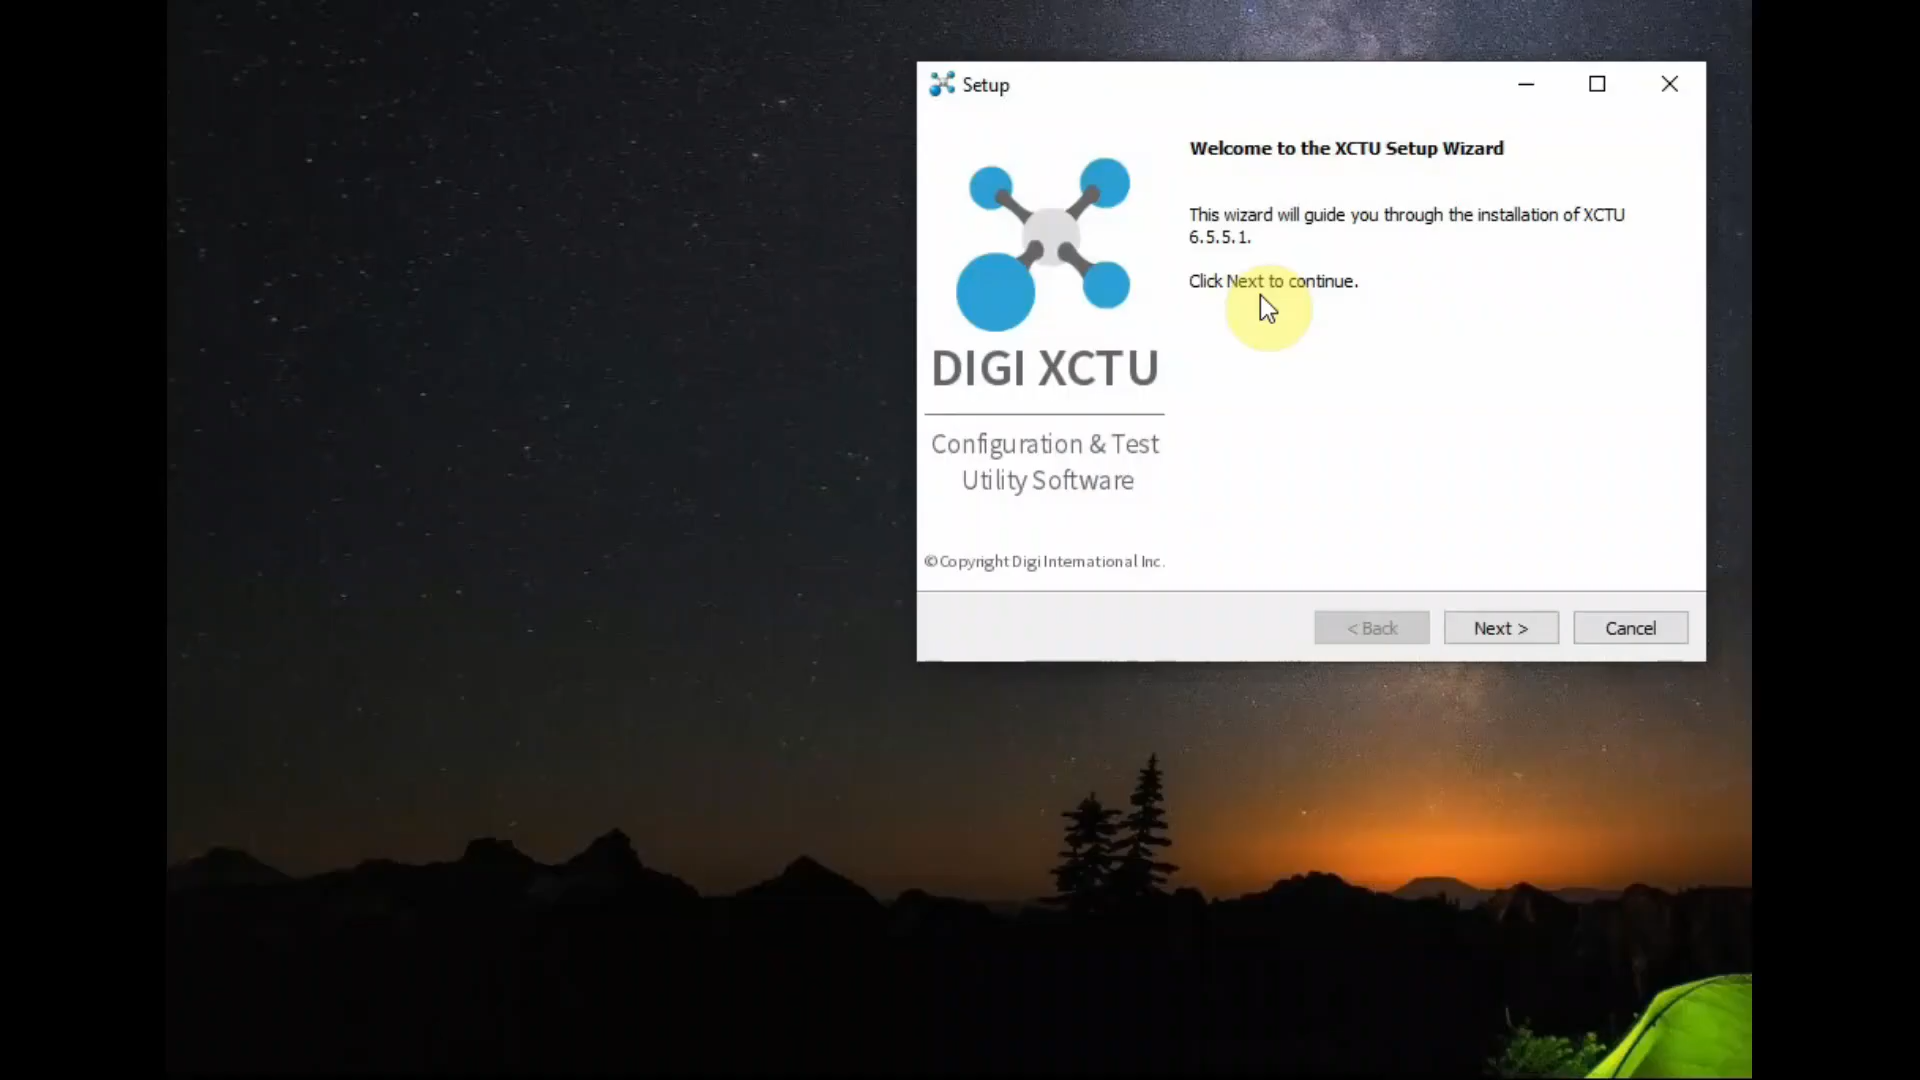 Setup
Welcome to the XCTU Setup Wizard
This wizard will guide you through the installation of XCTU
6.5.5.1.
Click Next to continue.
DIGI XCTU
Configuration & Test
Utility Software
©Copyright Digi International Inc.
< Back
Next >
Cancel